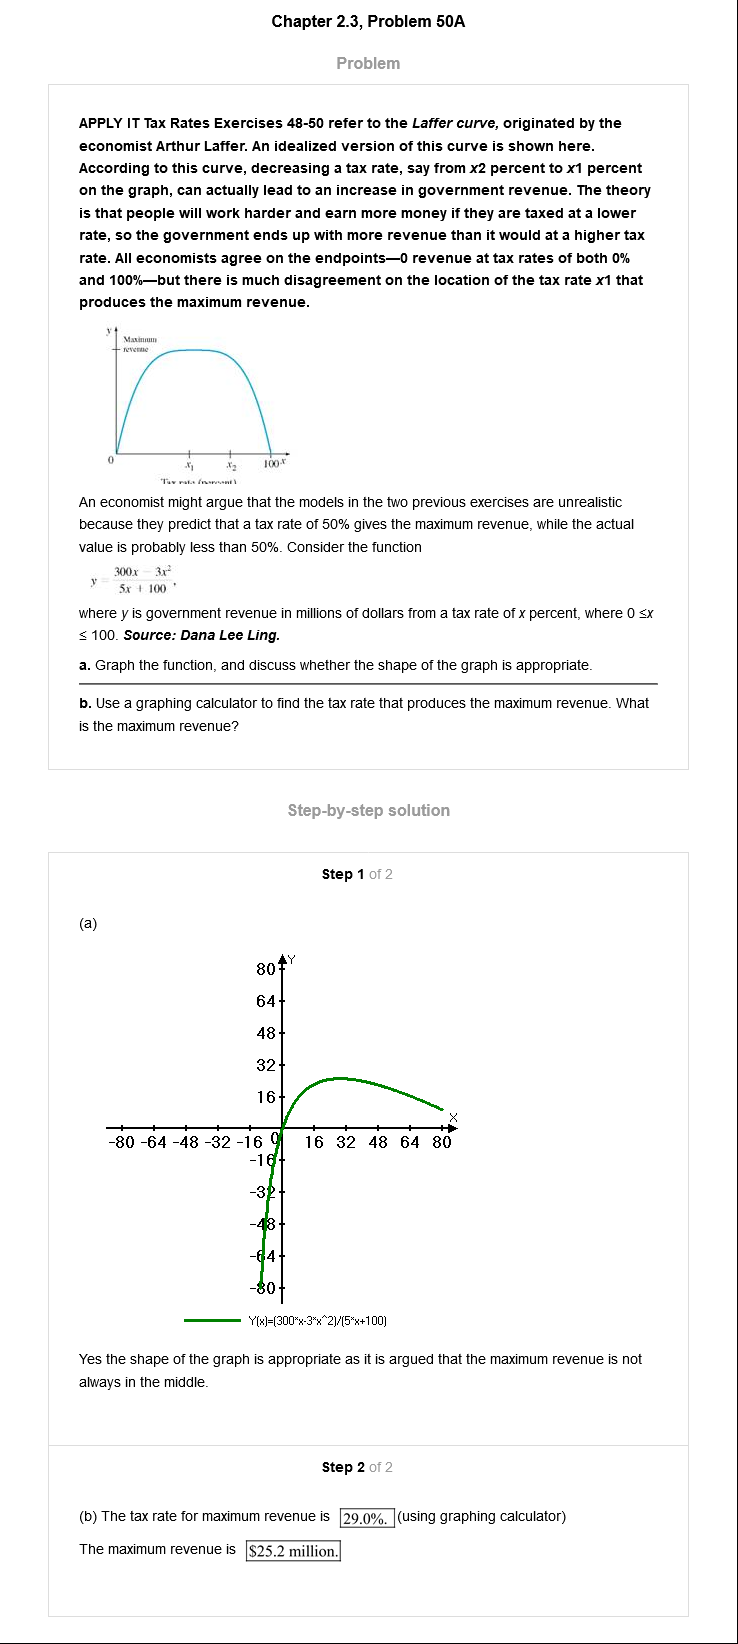 Chapter 2.3, Problem 50A
Problem
APPLY IT Tax Rates Exercises 48-50 refer to the Laffer curve, originated by the
economist Arthur Laffer. An idealized version of this curve is shown here.
According to this curve, decreasing a tax rate, say from x2 percent to x1 percent
on the graph, can actually lead to an increase in government revenue. The theory
is that people will work harder and earn more money if they are taxed at a lower
rate, so the government ends up with more revenue than it would at a higher tax
rate. All economists agree on the endpoints—0 revenue at tax rates of both 0%
and 100%—but there is much disagreement on the location of the tax rate x1 that
produces the maximum revenue.
y
Maximum
revenue
0 x₁ x₂ 100 x
Tax rate (percent)
An economist might argue that the models in the two previous exercises are unrealistic
because they predict that a tax rate of 50% gives the maximum revenue, while the actual
value is probably less than 50%. Consider the function
y = (300x − 3x²)/(5x + 100),
where y is government revenue in millions of dollars from a tax rate of x percent, where 0 ≤x
≤ 100. Source: Dana Lee Ling.
a. Graph the function, and discuss whether the shape of the graph is appropriate.
b. Use a graphing calculator to find the tax rate that produces the maximum revenue. What
is the maximum revenue?
Step-by-step solution
Step 1 of 2
(a)
Y
80
64
48
32
16
X
-80 -64 -48 -32 -16 0 16 32 48 64 80
-16
-32
-48
-64
-80
Y(x)=(300*x-3*x^2)/(5*x+100)
Yes the shape of the graph is appropriate as it is argued that the maximum revenue is not
always in the middle.
Step 2 of 2
(b) The tax rate for maximum revenue is 29.0%. (using graphing calculator)
The maximum revenue is $25.2 million.